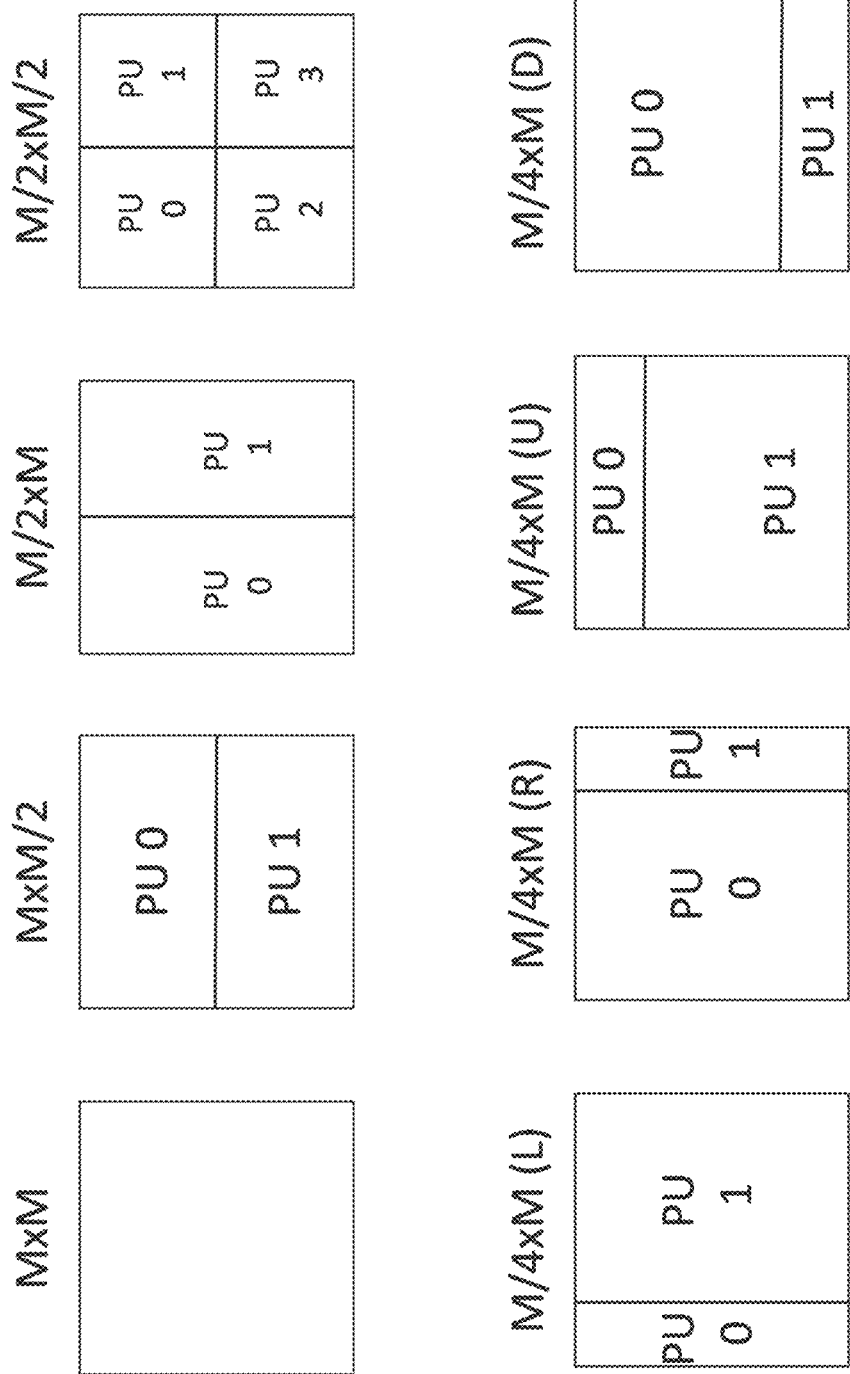 MxM
MxM/2
PU 0
PU 1
M/2xM
PU
0
PU
1
M/2xM/2
PU
0
PU
1
PU
2
PU
3
M/4xM (L)
PU
0
PU
1
M/4xM (R)
PU
0
PU
1
M/4xM (U)
PU 0
PU 1
M/4xM (D)
PU 0
PU 1